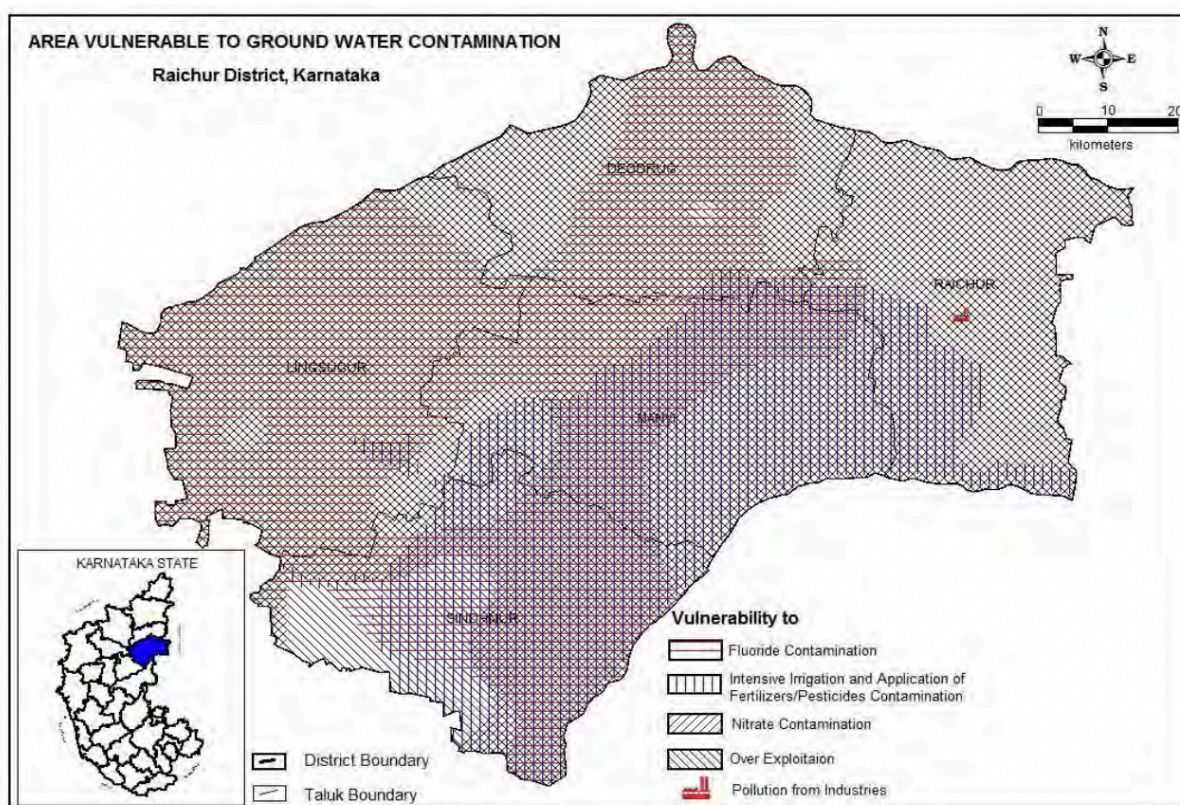 AREA VULNERABLE TO GROUND WATER CONTAMINATION
Raichur District, Karnataka
N
W E
S
0 10 20
kilometers
DEODRUG
RAICHUR
LINGSUGUR
MANVI
SINDHNUR
KARNATAKA STATE
District Boundary
Taluk Boundary
Vulnerability to
Fluoride Contamination
Intensive Irrigation and Application of
Fertilizers/Pesticides Contamination
Nitrate Contamination
Over Exploitaion
Pollution from Industries